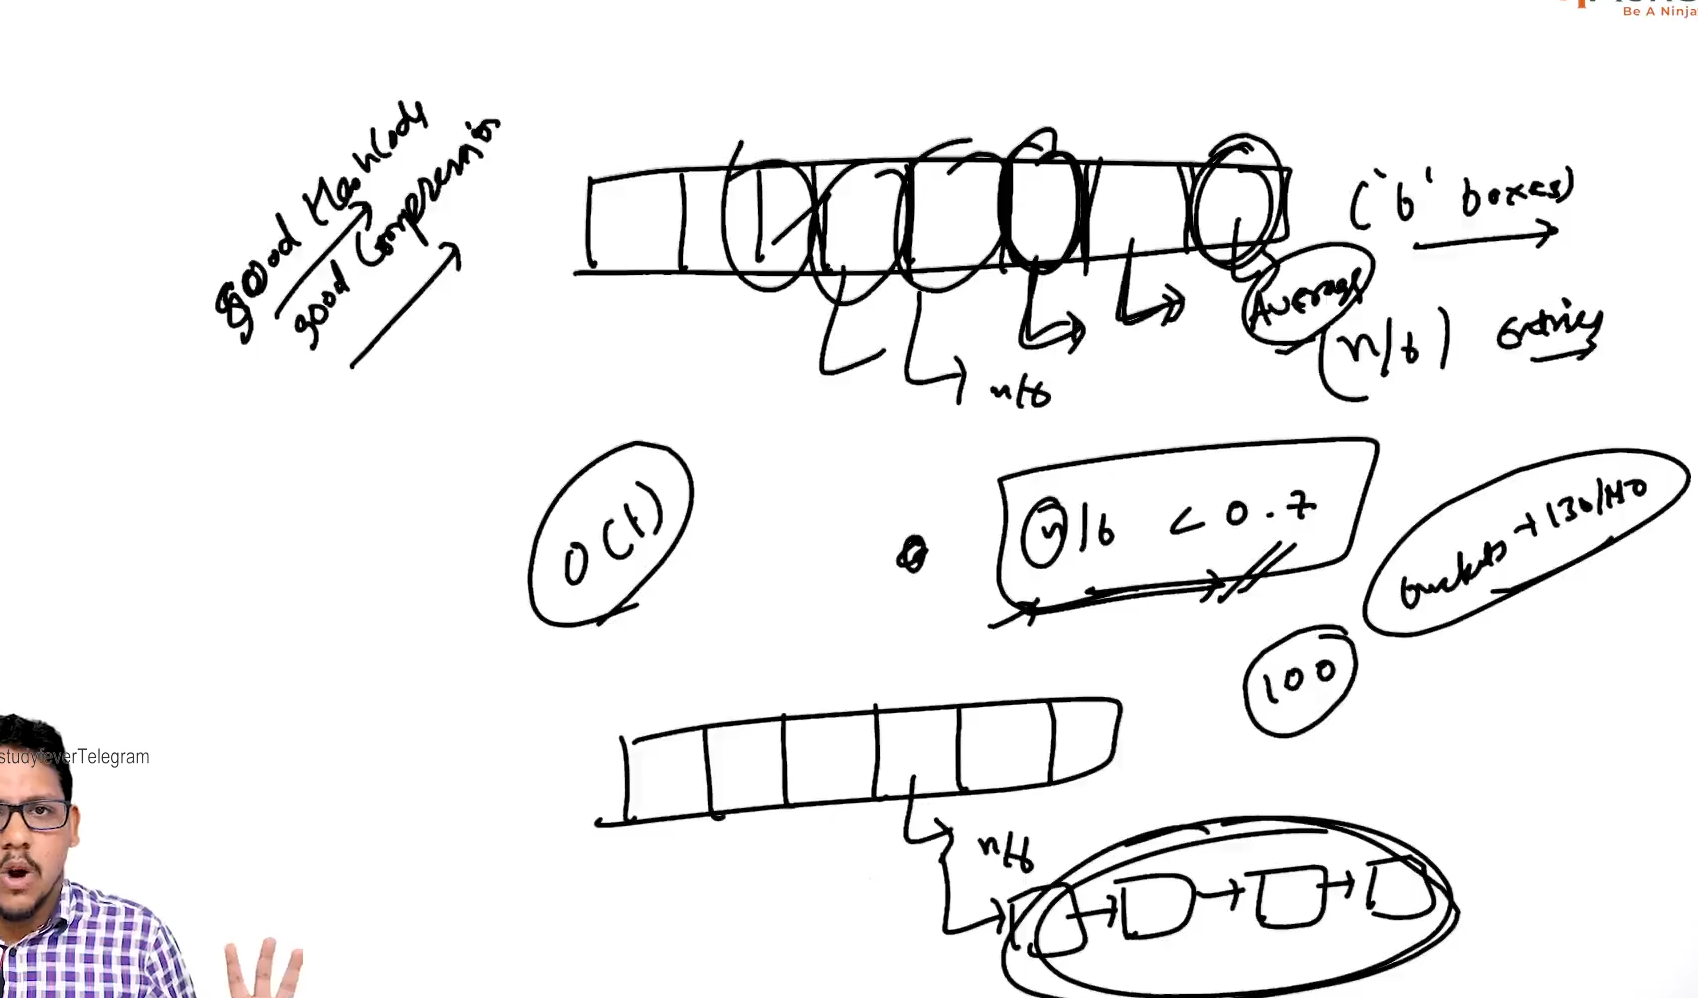 Be A Ninja
good HashCode
good Compression
('b' boxes)
Average
(n/b) entries
n/b
O(1)
n/b < 0.7
buckets → 130/140
100
n/b
studyfeverTelegram